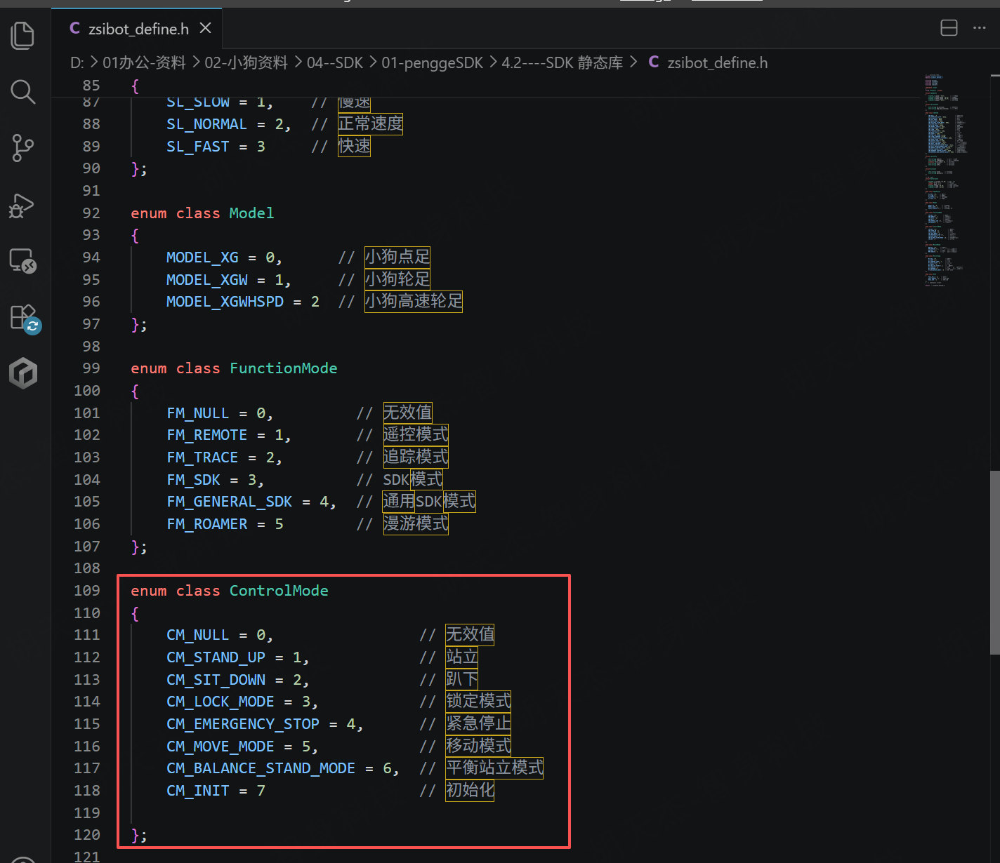 zsibot_define.h
D: > 01办公-资料 > 02-小狗资料 > 04--SDK > 01-penggeSDK > 4.2----SDK 静态库 > C zsibot_define.h
85 {
87 SL_SLOW = 1, // 慢速
88 SL_NORMAL = 2, // 正常速度
89 SL_FAST = 3 // 快速
90 };
91
92 enum class Model
93 {
94 MODEL_XG = 0, // 小狗点足
95 MODEL_XGW = 1, // 小狗轮足
96 MODEL_XGWHSPD = 2 // 小狗高速轮足
97 };
98
99 enum class FunctionMode
100 {
101 FM_NULL = 0, // 无效值
102 FM_REMOTE = 1, // 遥控模式
103 FM_TRACE = 2, // 追踪模式
104 FM_SDK = 3, // SDK模式
105 FM_GENERAL_SDK = 4, // 通用SDK模式
106 FM_ROAMER = 5 // 漫游模式
107 };
108
109 enum class ControlMode
110 {
111 CM_NULL = 0, // 无效值
112 CM_STAND_UP = 1, // 站立
113 CM_SIT_DOWN = 2, // 趴下
114 CM_LOCK_MODE = 3, // 锁定模式
115 CM_EMERGENCY_STOP = 4, // 紧急停止
116 CM_MOVE_MODE = 5, // 移动模式
117 CM_BALANCE_STAND_MODE = 6, // 平衡站立模式
118 CM_INIT = 7 // 初始化
119
120 };
121